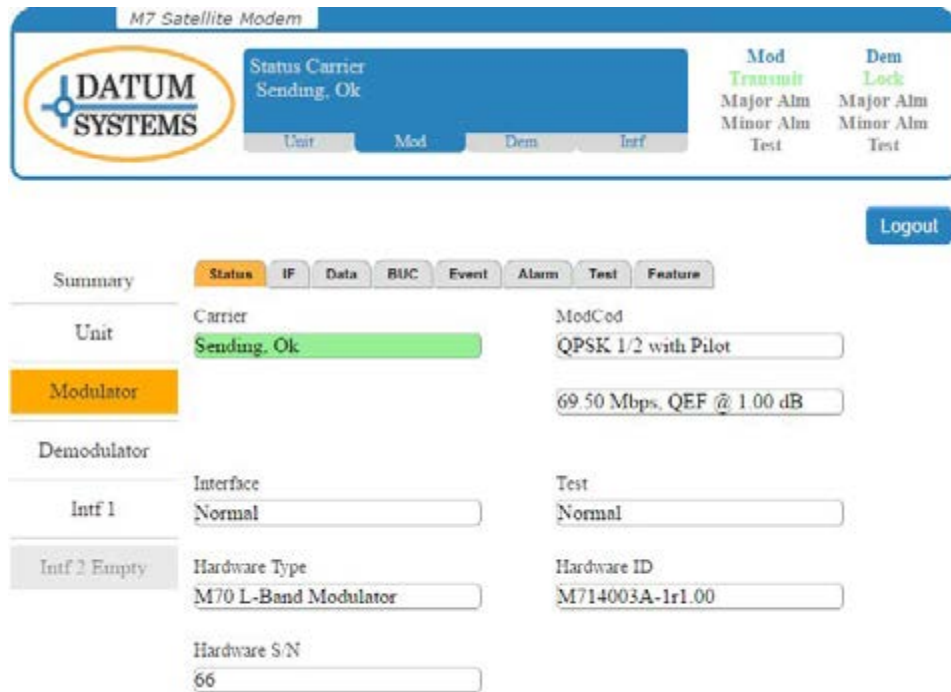 M7 Satellite Modem
DATUM
SYSTEMS
Status Carrier
Sending, Ok
Unit Mod Dem Intf
Mod Dem
Transmit Lock
Major Alm Major Alm
Minor Alm Minor Alm
Test Test
Logout
Summary
Unit
Modulator
Demodulator
Intf 1
Intf 2 Empty
Status IF Data BUC Event Alarm Test Feature
Carrier ModCod
Sending, Ok QPSK 1/2 with Pilot
69.50 Mbps, QEF @ 1.00 dB
Interface Test
Normal Normal
Hardware Type Hardware ID
M70 L-Band Modulator M714003A-1r1.00
Hardware S/N
66